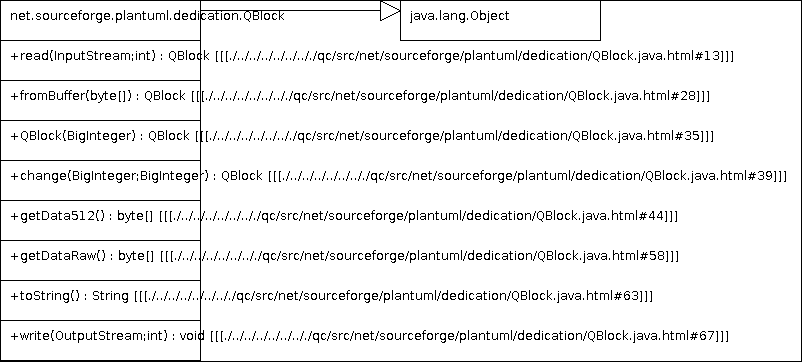 net.sourceforge.plantuml.dedication.QBlock
java.lang.Object
+read(InputStream;int) : QBlock [[[./../../../../../../../qc/src/net/sourceforge/plantuml/dedication/QBlock.java.html#13]]]
+fromBuffer(byte[]) : QBlock [[[./../../../../../../../qc/src/net/sourceforge/plantuml/dedication/QBlock.java.html#28]]]
+QBlock(BigInteger) : QBlock [[[./../../../../../../../qc/src/net/sourceforge/plantuml/dedication/QBlock.java.html#35]]]
+change(BigInteger;BigInteger) : QBlock [[[./../../../../../../../qc/src/net/sourceforge/plantuml/dedication/QBlock.java.html#39]]]
+getData512() : byte[] [[[./../../../../../../../qc/src/net/sourceforge/plantuml/dedication/QBlock.java.html#44]]]
+getDataRaw() : byte[] [[[./../../../../../../../qc/src/net/sourceforge/plantuml/dedication/QBlock.java.html#58]]]
+toString() : String [[[./../../../../../../../qc/src/net/sourceforge/plantuml/dedication/QBlock.java.html#63]]]
+write(OutputStream;int) : void [[[./../../../../../../../qc/src/net/sourceforge/plantuml/dedication/QBlock.java.html#67]]]